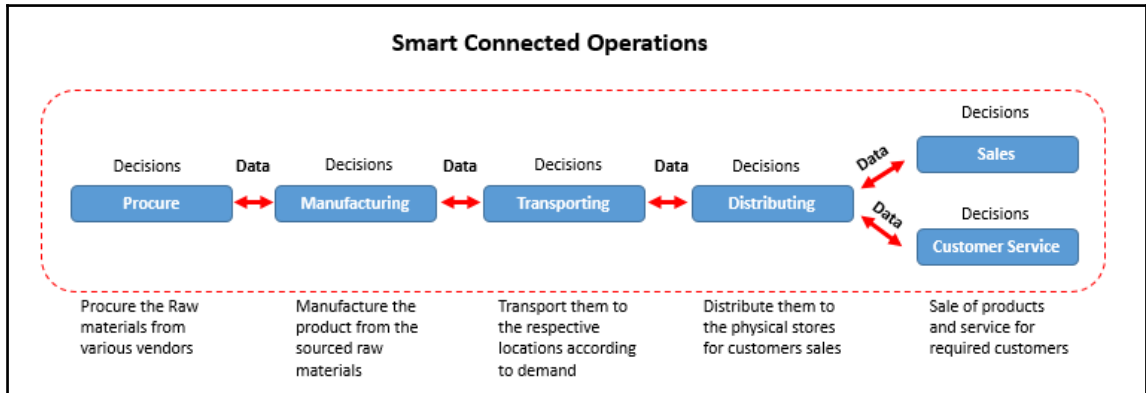 Smart Connected Operations
Decisions
Decisions
Data
Decisions
Data
Decisions
Data
Decisions
Data
Sales
Procure
Manufacturing
Transporting
Distributing
Data
Decisions
Customer Service
Procure the Raw
materials from
various vendors
Manufacture the
product from the
sourced raw
materials
Transport them to
the respective
locations according
to demand
Distribute them to
the physical stores
for customers sales
Sale of products
and service for
required customers